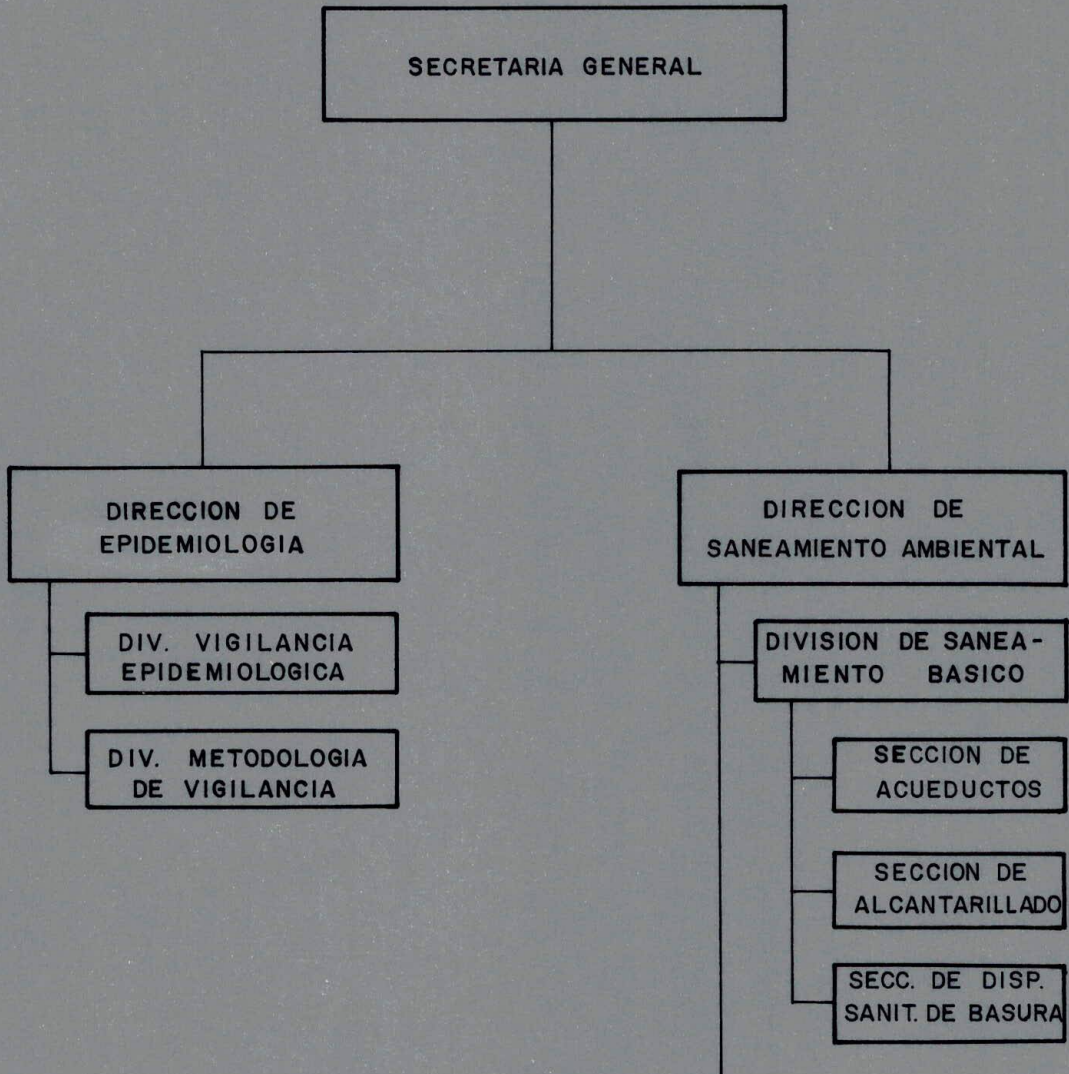 SECRETARIA GENERAL
DIRECCION DE
EPIDEMIOLOGIA
DIV. VIGILANCIA
EPIDEMIOLOGICA
DIV. METODOLOGIA
DE VIGILANCIA
DIRECCION DE
SANEAMIENTO AMBIENTAL
DIVISION DE SANEA-
MIENTO BASICO
SECCION DE
ACUEDUCTOS
SECCION DE
ALCANTARILLADO
SECC. DE DISP.
SANIT. DE BASURA